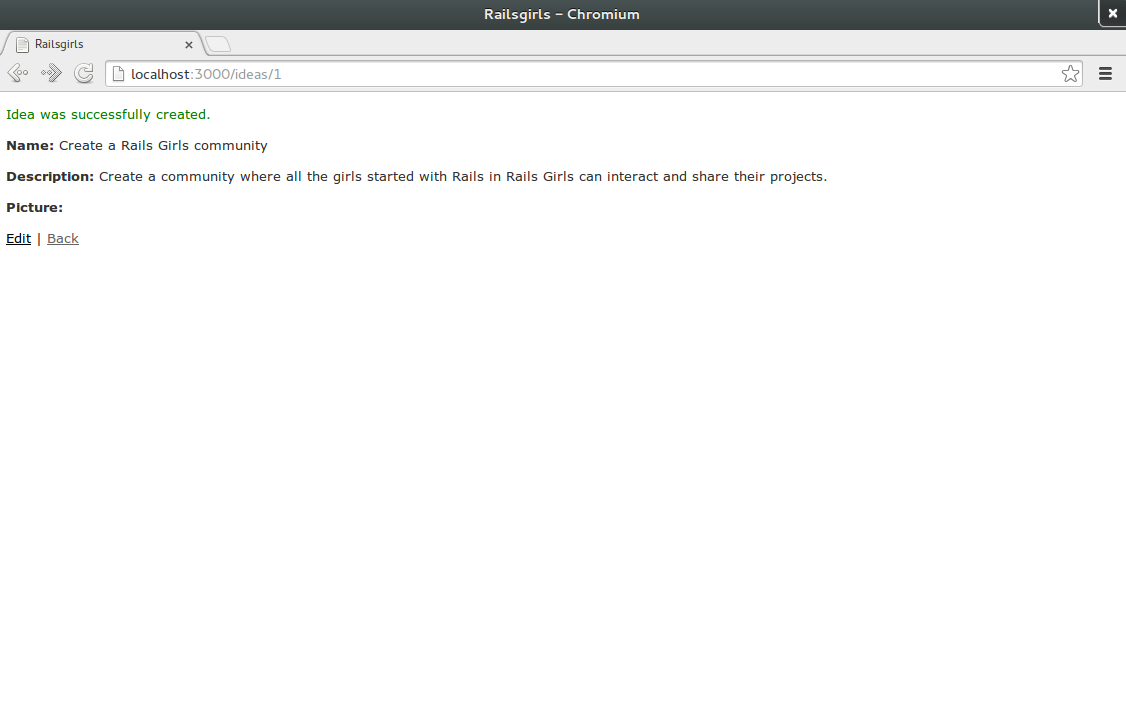 Railsgirls - Chromium
Railsgirls
localhost:3000/ideas/1
Idea was successfully created.
Name: Create a Rails Girls community
Description: Create a community where all the girls started with Rails in Rails Girls can interact and share their projects.
Picture:
Edit | Back